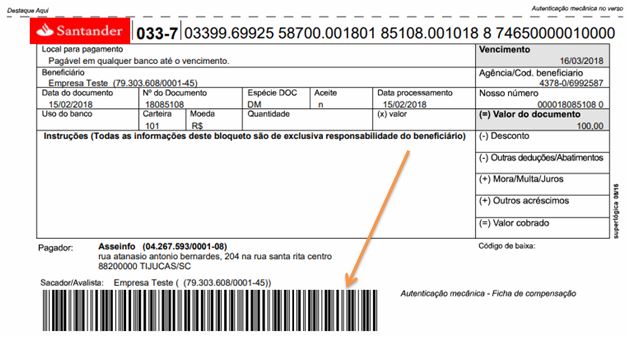 Destaque Aqui
Autenticação mecânica no verso
Santander 033-7 03399.69925 58700.001801 85108.001018 8 74650000010000
Local para pagamento
Vencimento
Pagável em qualquer banco até o vencimento.
16/03/2018
Beneficiário
Agência/Cod. beneficiario
Empresa Teste (79.303.608/0001-45)
4378-0/6992587
Data do documento Nº do Documento Espécie DOC Aceite Data processamento Nosso número
15/02/2018 18085108 DM n 15/02/2018 000018085108 0
Uso do banco Carteira Moeda Quantidade (x) valor (=) Valor do documento
101 R$ 100,00
Instruções (Todas as informações deste bloqueto são de exclusiva responsabilidade do beneficiário)
(-) Desconto
(-) Outras deduções/Abatimentos
(+) Mora/Multa/Juros
(+) Outros acréscimos
(=) Valor cobrado
superlógica 08/16
Pagador: Asseinfo (04.267.593/0001-08)
Código de baixa:
rua atanasio antonio bernardes, 204 na rua santa rita centro
88200000 TIJUCAS/SC
Sacador/Avalista: Empresa Teste ( (79.303.608/0001-45))
Autenticação mecânica - Ficha de compensação